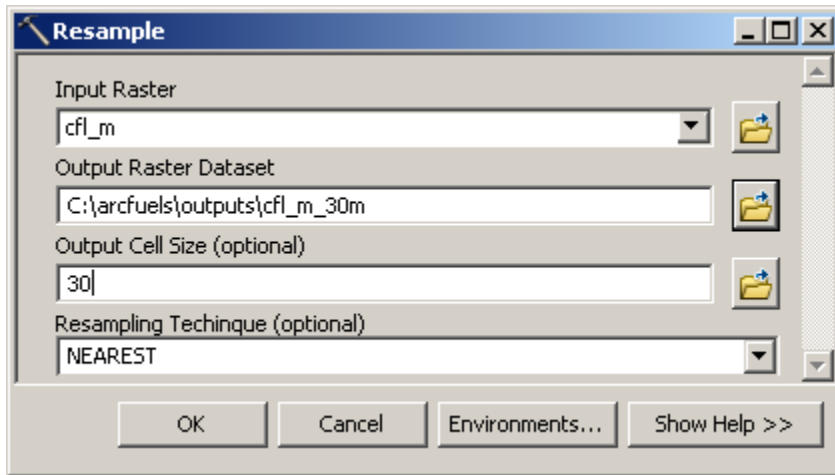 Resample
Input Raster
cfl_m
Output Raster Dataset
C:\arcfuels\outputs\cfl_m_30m
Output Cell Size (optional)
30
Resampling Techinque (optional)
NEAREST
OK Cancel Environments... Show Help >>